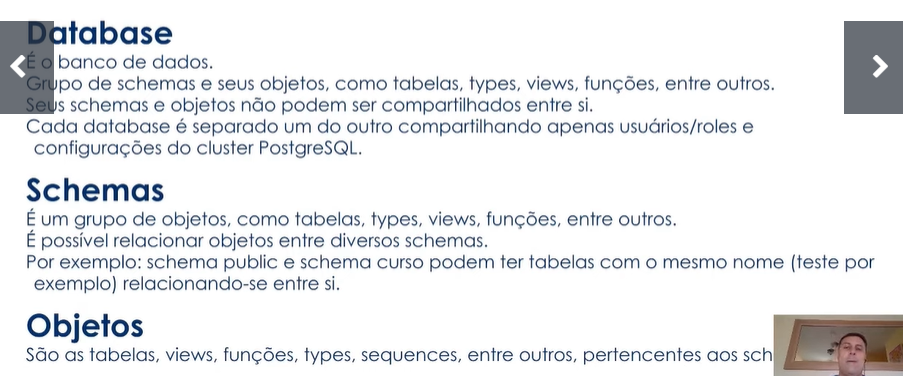 Database
É o banco de dados.
Grupo de schemas e seus objetos, como tabelas, types, views, funções, entre outros.
Seus schemas e objetos não podem ser compartilhados entre si.
Cada database é separado um do outro compartilhando apenas usuários/roles e
configurações do cluster PostgreSQL.
Schemas
É um grupo de objetos, como tabelas, types, views, funções, entre outros.
É possível relacionar objetos entre diversos schemas.
Por exemplo: schema public e schema curso podem ter tabelas com o mesmo nome (teste por
exemplo) relacionando-se entre si.
Objetos
São as tabelas, views, funções, types, sequences, entre outros, pertencentes aos sch